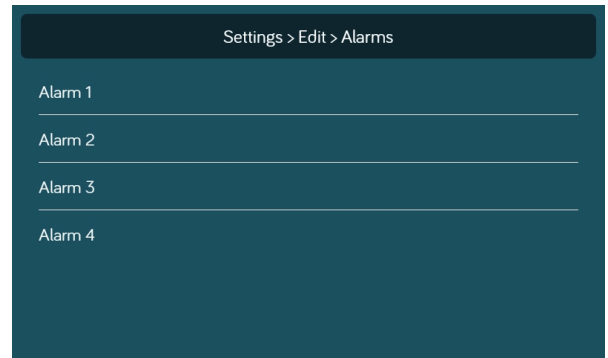 Settings > Edit > Alarms
Alarm 1
Alarm 2
Alarm 3
Alarm 4